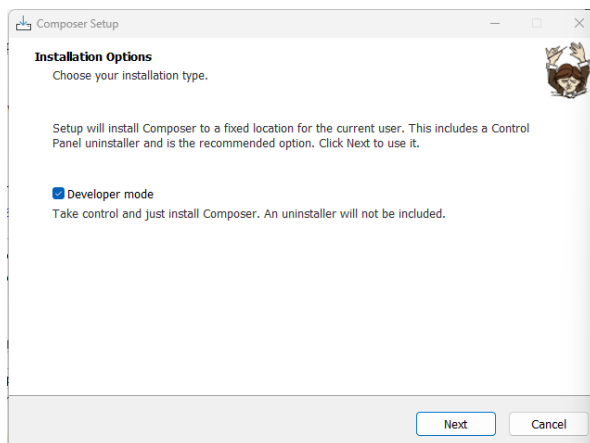 Composer Setup
Installation Options
Choose your installation type.
Setup will install Composer to a fixed location for the current user. This includes a Control
Panel uninstaller and is the recommended option. Click Next to use it.
Developer mode
Take control and just install Composer. An uninstaller will not be included.
Next
Cancel